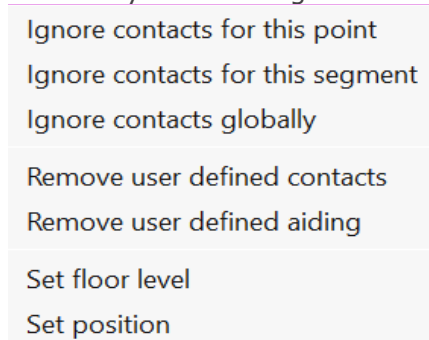 Ignore contacts for this point
Ignore contacts for this segment
Ignore contacts globally
Remove user defined contacts
Remove user defined aiding
Set floor level
Set position